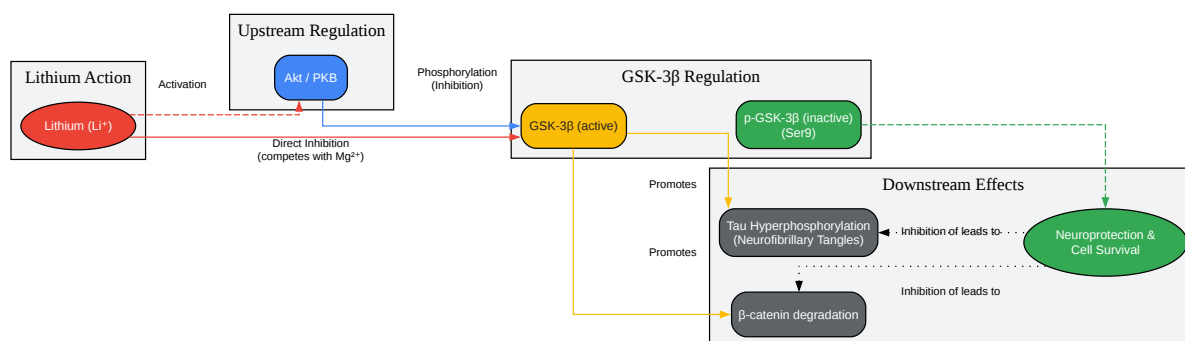 Upstream Regulation
Lithium Action
Activation
Akt / PKB
Phosphorylation
(Inhibition)
GSK-3β Regulation
Lithium (Li⁺)
Direct Inhibition
(competes with Mg²⁺)
GSK-3β (active)
p-GSK-3β (inactive)
(Ser9)
Promotes
Downstream Effects
Tau Hyperphosphorylation
(Neurofibrillary Tangles)
Inhibition of leads to
Neuroprotection &
Cell Survival
Promotes
Inhibition of leads to
β-catenin degradation